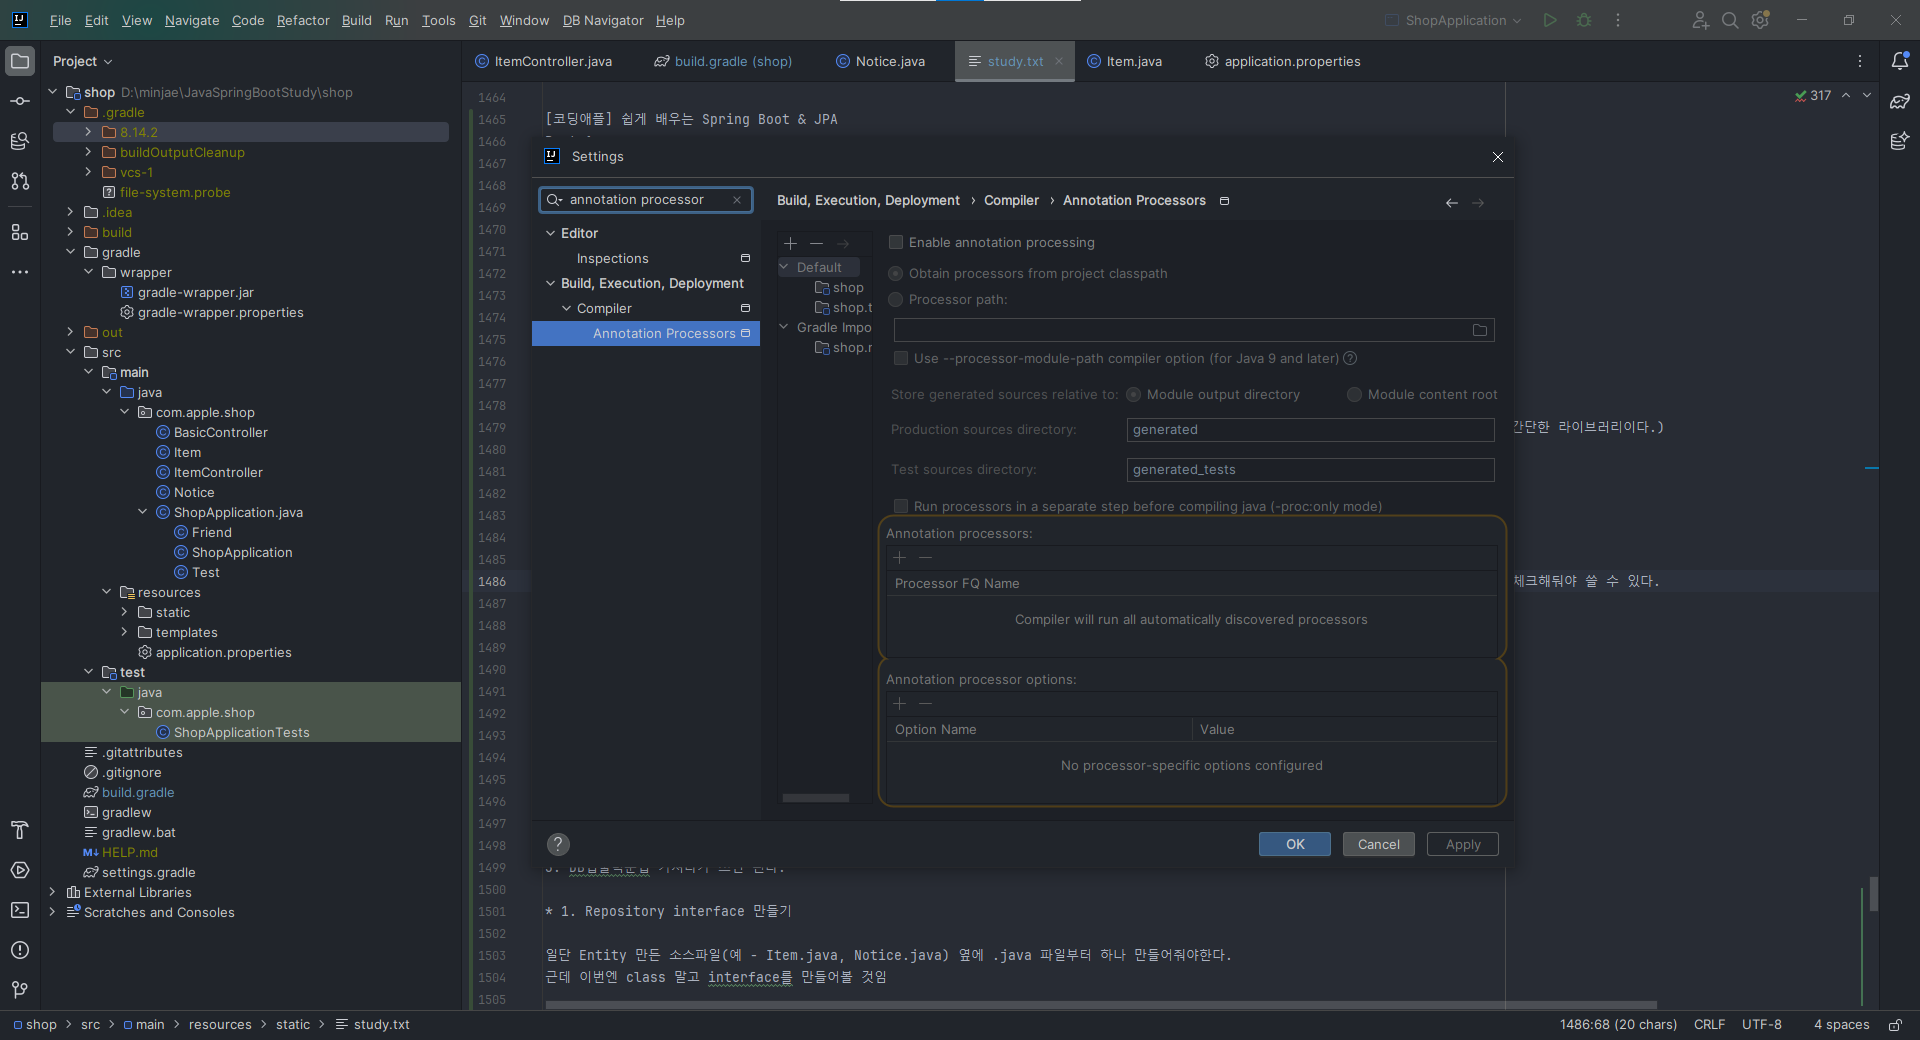 File Edit View Navigate Code Refactor Build Run Tools Git Window DB Navigator Help
ShopApplication
Project
ItemController.java
build.gradle (shop)
Notice.java
study.txt
Item.java
application.properties
shop D:\minjae\JavaSpringBootStudy\shop
.gradle
8.14.2
buildOutputCleanup
vcs-1
file-system.probe
.idea
build
gradle
wrapper
gradle-wrapper.jar
gradle-wrapper.properties
out
src
main
java
com.apple.shop
BasicController
Item
ItemController
Notice
ShopApplication.java
Friend
ShopApplication
Test
resources
static
templates
application.properties
test
java
com.apple.shop
ShopApplicationTests
.gitattributes
.gitignore
build.gradle
gradlew
gradlew.bat
HELP.md
settings.gradle
External Libraries
Scratches and Consoles
317
1464
1465 [코딩애플] 쉽게 배우는 Spring Boot & JPA
1466
1467
1468
1469
1470
1471
1472
1473
1474
1475
1476
1477
1478
1479 간단한 라이브러리이다.)
1480
1481
1482
1483
1484
1485
1486 체크해둬야 쓸 수 있다.
1487
1488
1489
1490
1491
1492
1493
1494
1495
1496
1497
1498
1499
1500
1501 * 1. Repository interface 만들기
1502
1503 일단 Entity 만든 소스파일(예 - Item.java, Notice.java) 옆에 .java 파일부터 하나 만들어줘야한다.
1504 근데 이번엔 class 말고 interface를 만들어볼 것임
1505
Settings
annotation processor
Editor
Inspections
Build, Execution, Deployment
Compiler
Annotation Processors
Build, Execution, Deployment › Compiler › Annotation Processors
Default
shop
shop.t
Gradle Impo
shop.r
Enable annotation processing
Obtain processors from project classpath
Processor path:
Use --processor-module-path compiler option (for Java 9 and later)
Store generated sources relative to: Module output directory Module content root
Production sources directory: generated
Test sources directory: generated_tests
Run processors in a separate step before compiling java (-proc:only mode)
Annotation processors:
Processor FQ Name
Compiler will run all automatically discovered processors
Annotation processor options:
Option Name Value
No processor-specific options configured
? OK Cancel Apply
shop > src > main > resources > static > study.txt
1486:68 (20 chars) CRLF UTF-8 4 spaces